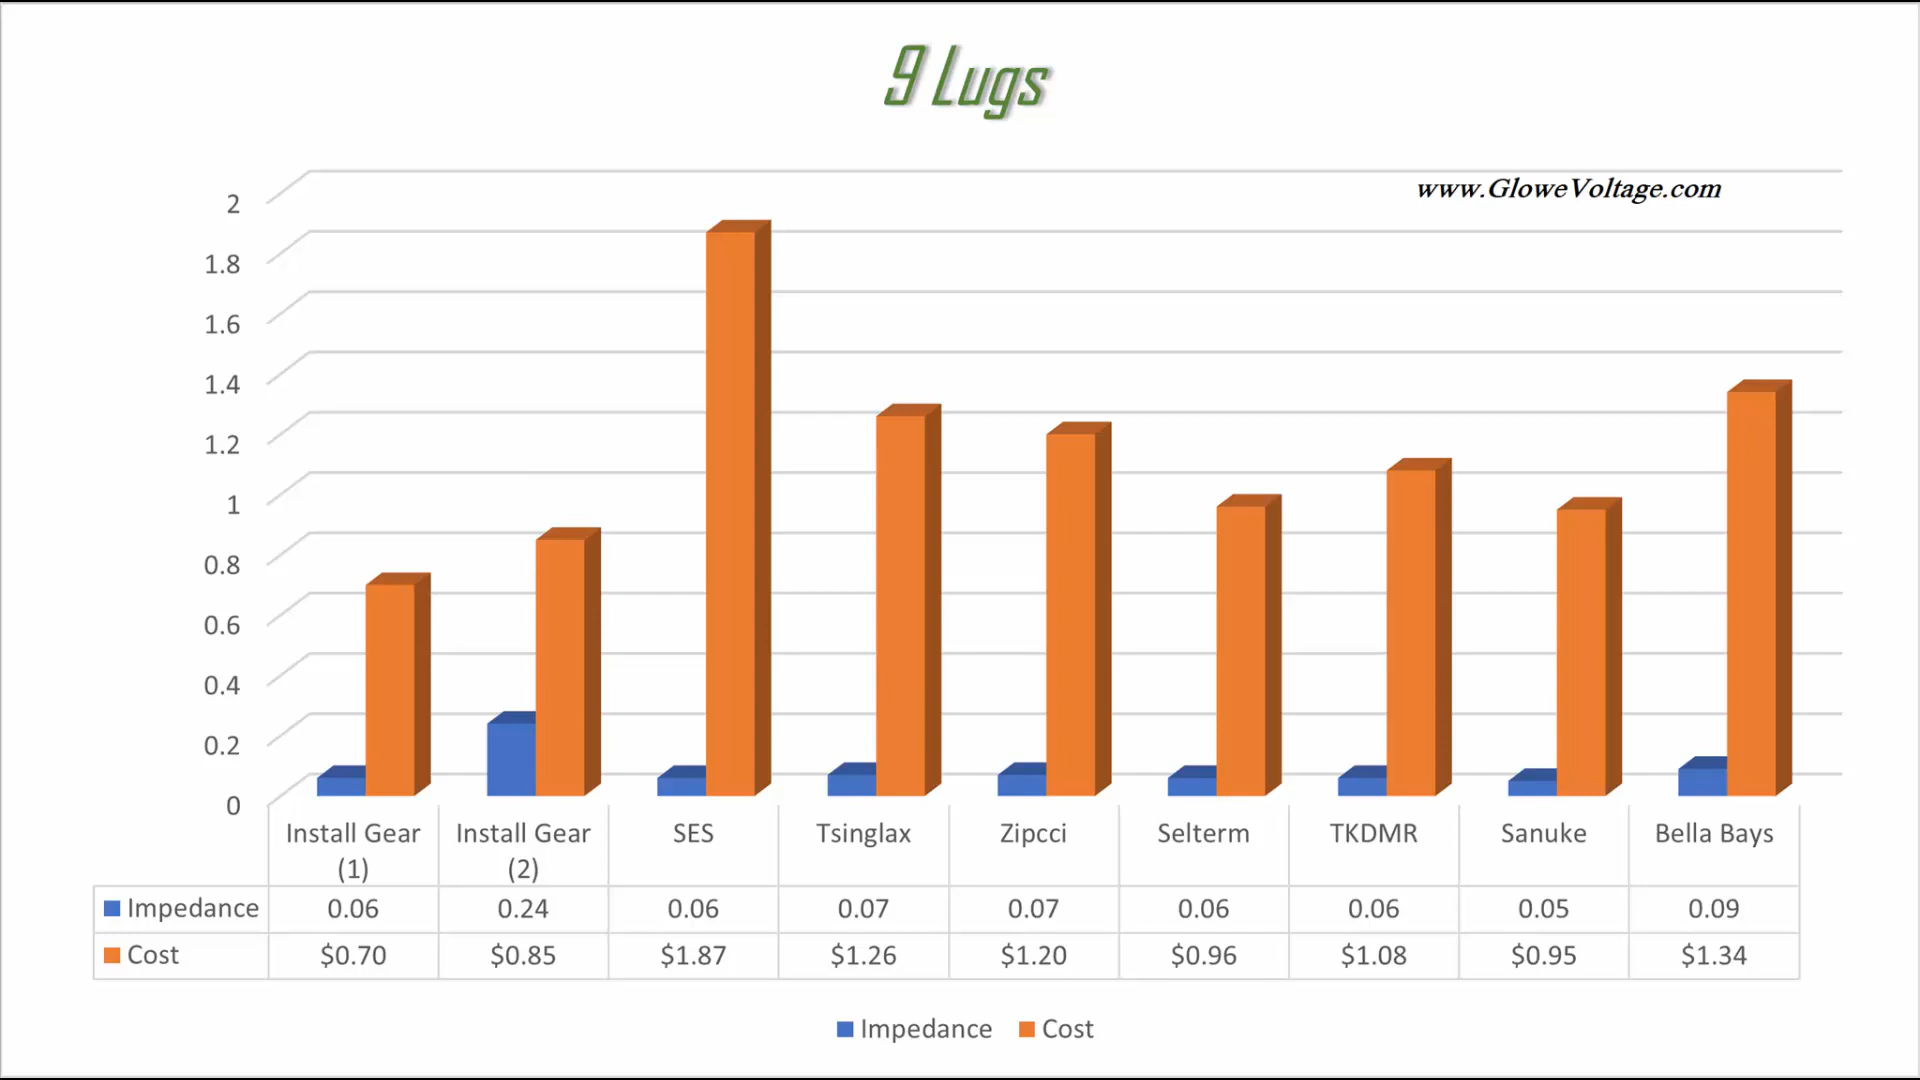 9 Lugs
www.GloweVoltage.com
2
1.8
1.6
1.4
1.2
1
0.8
0.6
0.4
0.2
0
Install Gear (1) Install Gear (2) SES Tsinglax Zipcci Selterm TKDMR Sanuke Bella Bays
Impedance 0.06 0.24 0.06 0.07 0.07 0.06 0.06 0.05 0.09
Cost $0.70 $0.85 $1.87 $1.26 $1.20 $0.96 $1.08 $0.95 $1.34
Impedance Cost